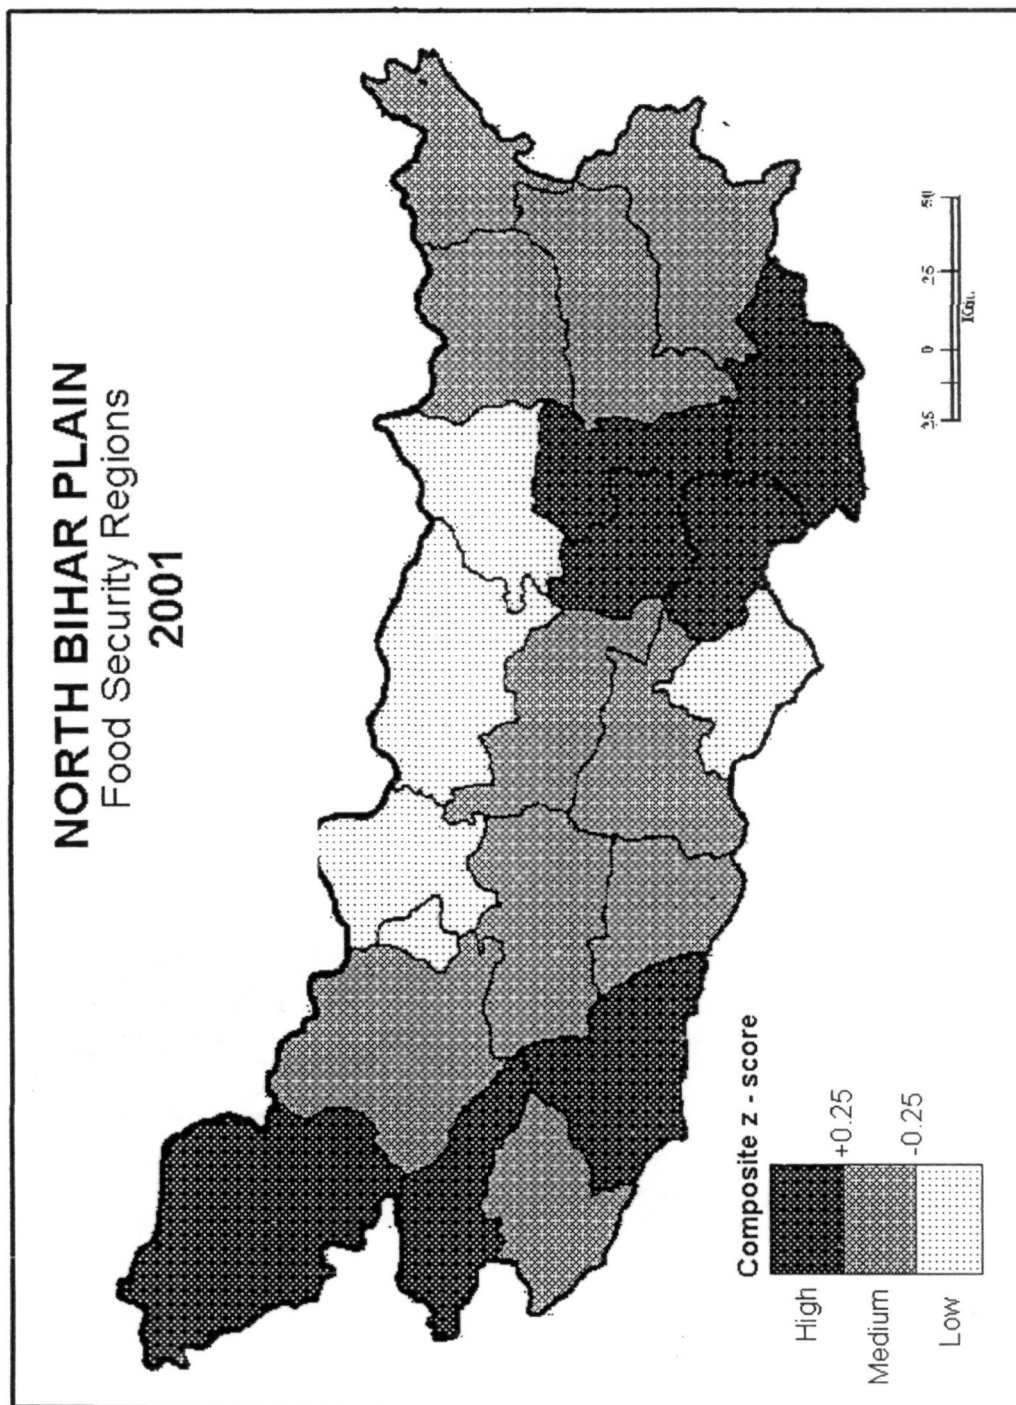 NORTH BIHAR PLAIN
Food Security Regions
2001
Composite z - score
High
+0.25
Medium
-0.25
Low
25 0 25 50
Km.